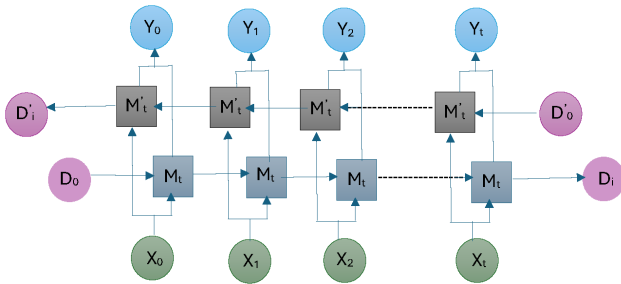 Y₀ Y₁ Y₂ Yₜ
D'ᵢ M'ₜ M'ₜ M'ₜ M'ₜ D'₀
D₀ Mₜ Mₜ Mₜ Mₜ Dᵢ
X₀ X₁ X₂ Xₜ